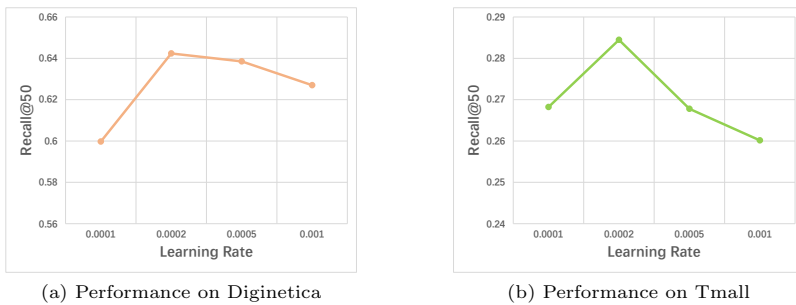 0.66
0.64
0.62
0.6
0.58
0.56
Recall@50
0.0001 0.0002 0.0005 0.001
Learning Rate
(a) Performance on Diginetica
0.29
0.28
0.27
0.26
0.25
0.24
Recall@50
0.0001 0.0002 0.0005 0.001
Learning Rate
(b) Performance on Tmall